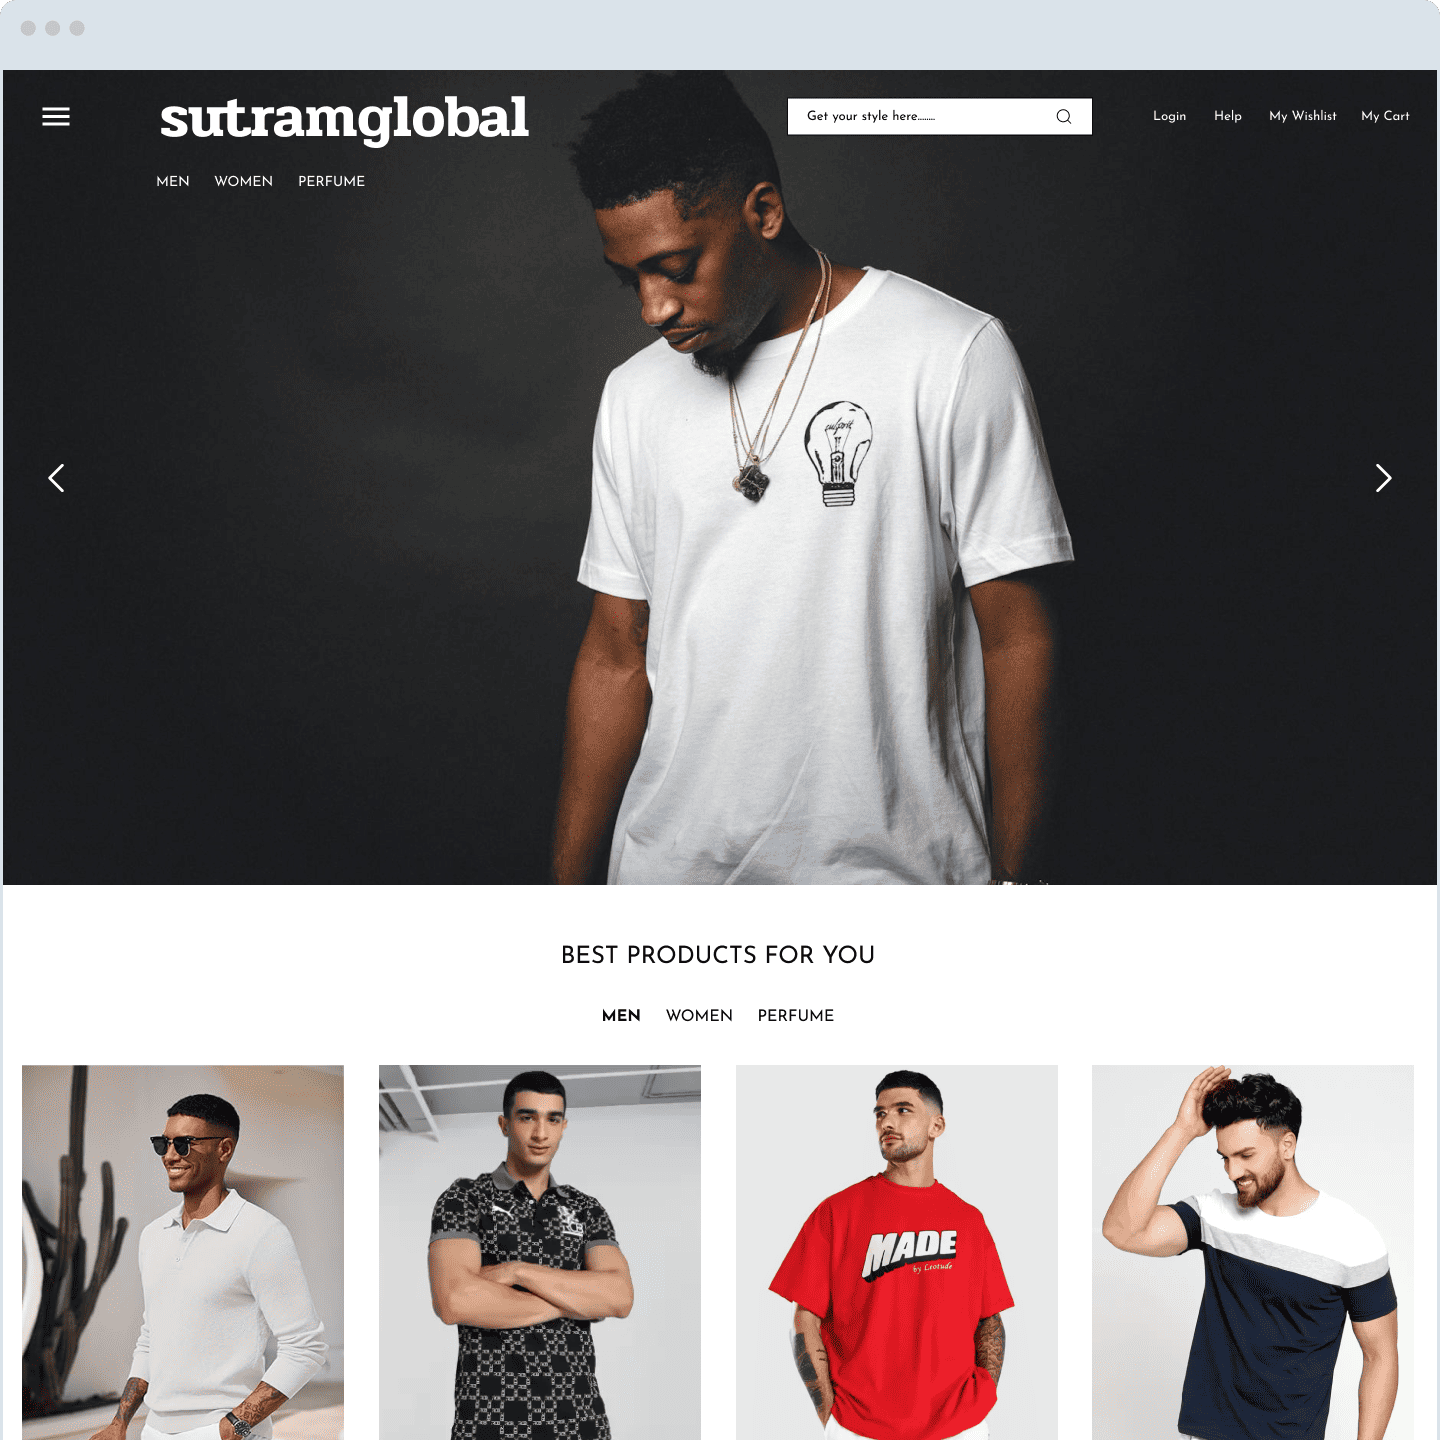 sutramglobal
Get your style here........
Login Help My Wishlist My Cart
MEN WOMEN PERFUME
BEST PRODUCTS FOR YOU
MEN WOMEN PERFUME
MADE
by Leotude